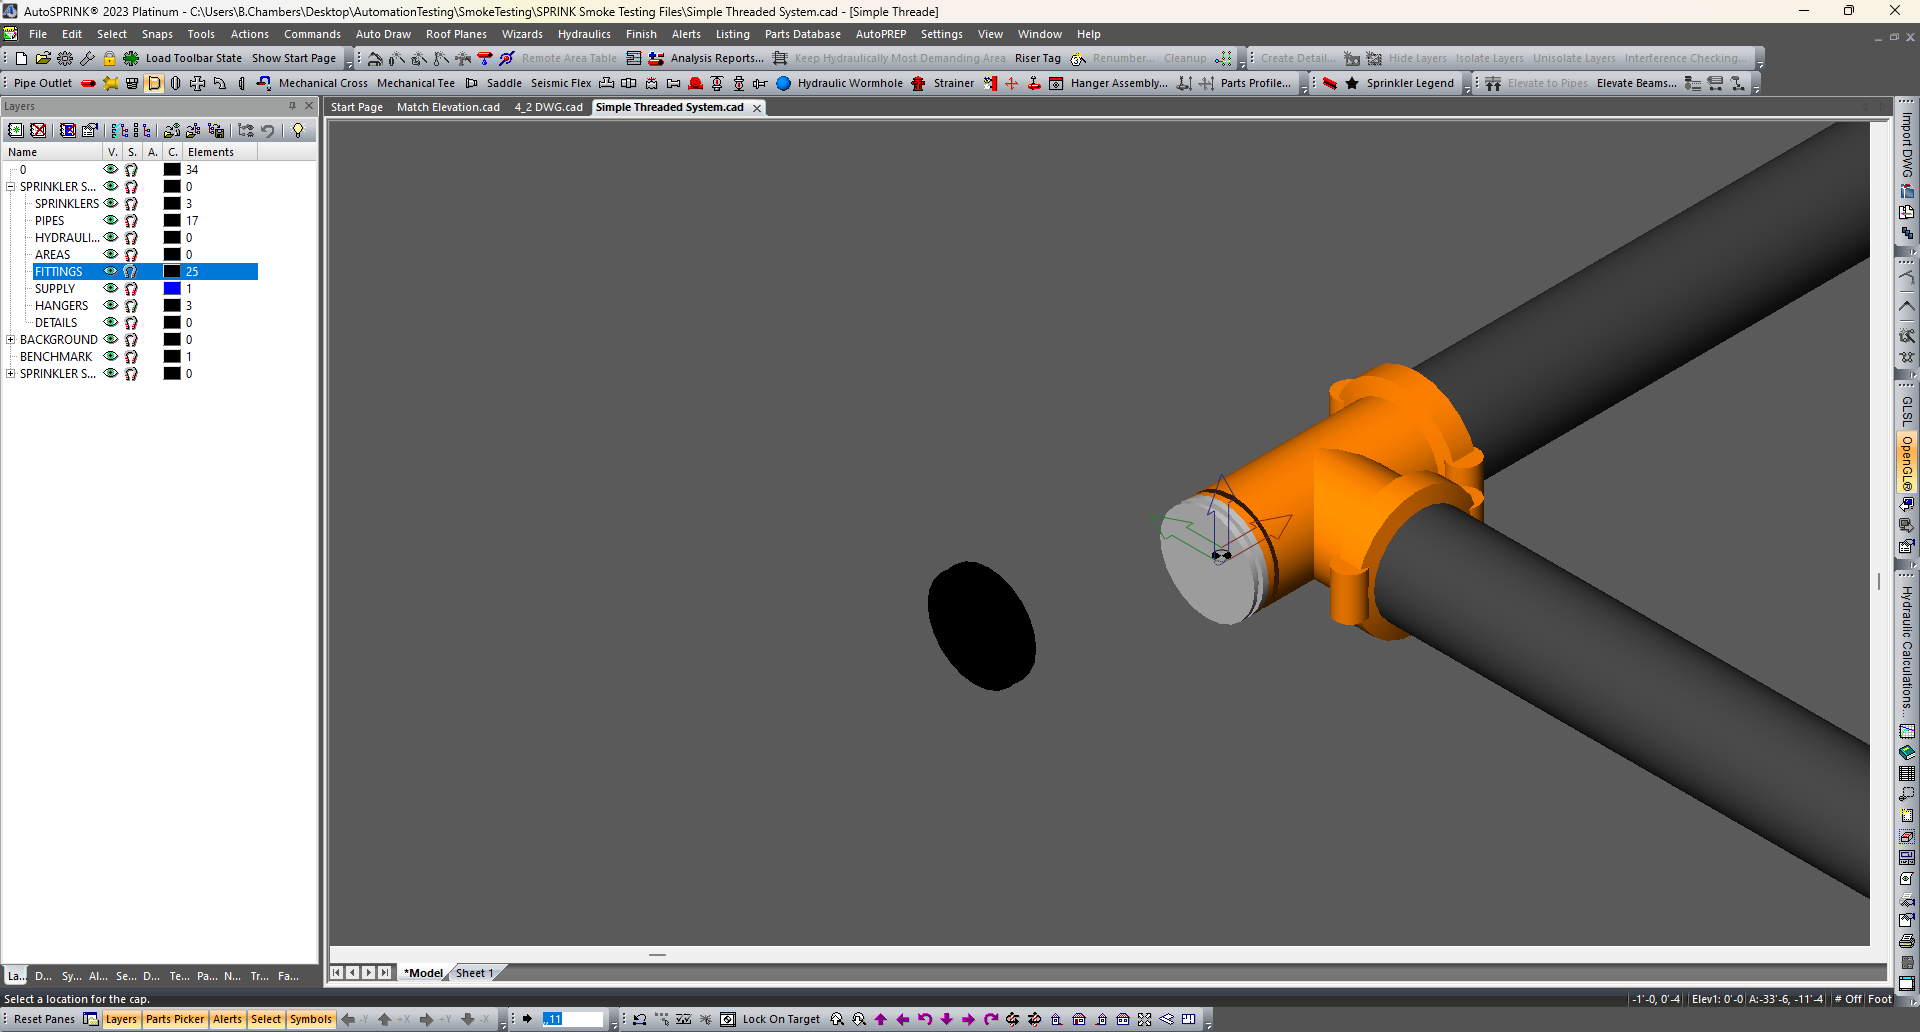 AutoSPRINK® 2023 Platinum - C:\Users\B.Chambers\Desktop\AutomationTesting\SmokeTesting\SPRINK Smoke Testing Files\Simple Threaded System.cad - [Simple Threade]
File Edit Select Snaps Tools Actions Commands Auto Draw Roof Planes Wizards Hydraulics Finish Alerts Listing Parts Database AutoPREP Settings View Window Help
Load Toolbar State Show Start Page Remote Area Table Analysis Reports... Keep Hydraulically Most Demanding Area Riser Tag Renumber... Cleanup Create Detail... Hide Layers Isolate Layers Unisolate Layers Interference Checking...
Pipe Outlet Mechanical Cross Mechanical Tee Saddle Seismic Flex Hydraulic Wormhole Strainer Hanger Assembly... Parts Profile... Sprinkler Legend Elevate to Pipes Elevate Beams...
Layers
Start Page Match Elevation.cad 4_2 DWG.cad Simple Threaded System.cad
Name V. S. A. C. Elements
0 34
SPRINKLER S... 0
SPRINKLERS 3
PIPES 17
HYDRAULI... 0
AREAS 0
FITTINGS 25
SUPPLY 1
HANGERS 3
DETAILS 0
BACKGROUND 0
BENCHMARK 1
SPRINKLER S... 0
Import DWG
GLSL
OpenGL®
Hydraulic Calculations...
La... D... Sy... Al... Se... D... Te... Pa... N... Tr... Fa...
*Model Sheet 1
Select a location for the cap.
-1'-0, 0'-4 Elev1: 0'-0 A:-33'-6, -11'-4 # Off Foot
Reset Panes Layers Parts Picker Alerts Select Symbols -Y +X +Y -X Lock On Target